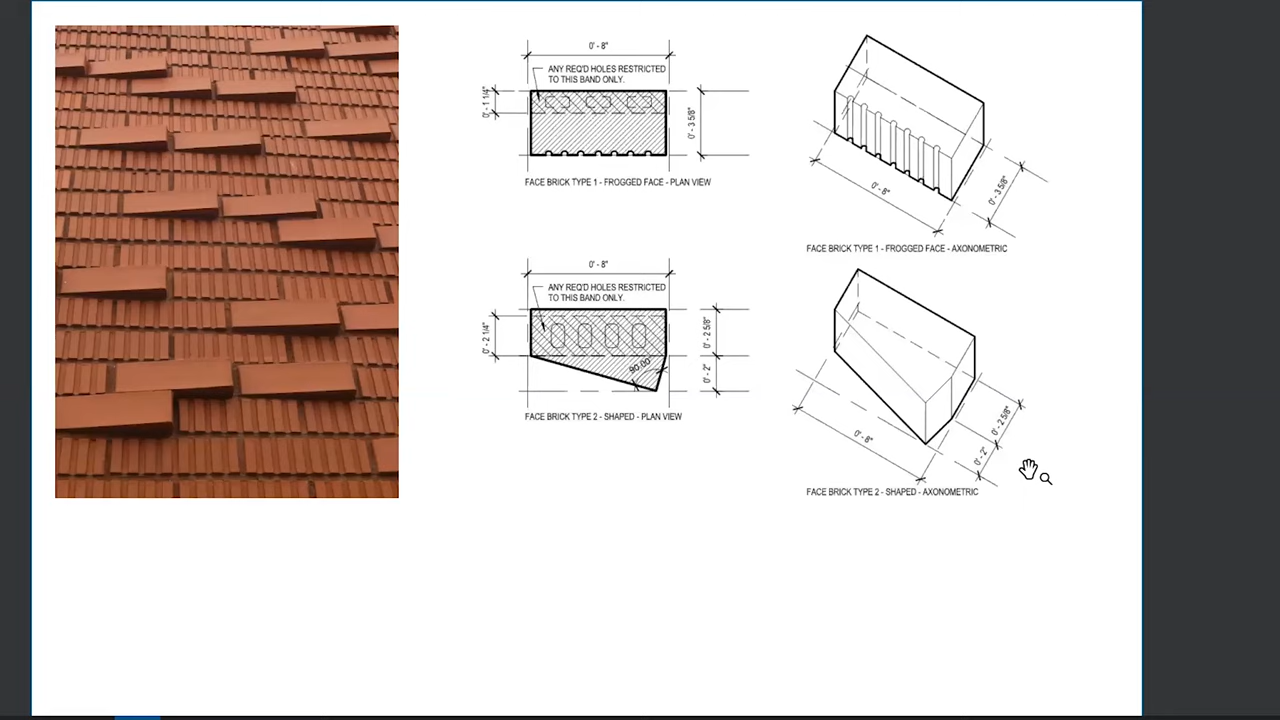 0' - 8"
ANY REQ'D HOLES RESTRICTED
TO THIS BAND ONLY.
0' - 1 1/4"
0' - 3 5/8"
FACE BRICK TYPE 1 - FROGGED FACE - PLAN VIEW
0' - 8"
0' - 3 5/8"
FACE BRICK TYPE 1 - FROGGED FACE - AXONOMETRIC
0' - 8"
ANY REQ'D HOLES RESTRICTED
TO THIS BAND ONLY.
0' - 2 1/4"
90.00°
0' - 2 5/8"
0' - 2"
FACE BRICK TYPE 2 - SHAPED - PLAN VIEW
0' - 8"
0' - 2 5/8"
0' - 2"
FACE BRICK TYPE 2 - SHAPED - AXONOMETRIC